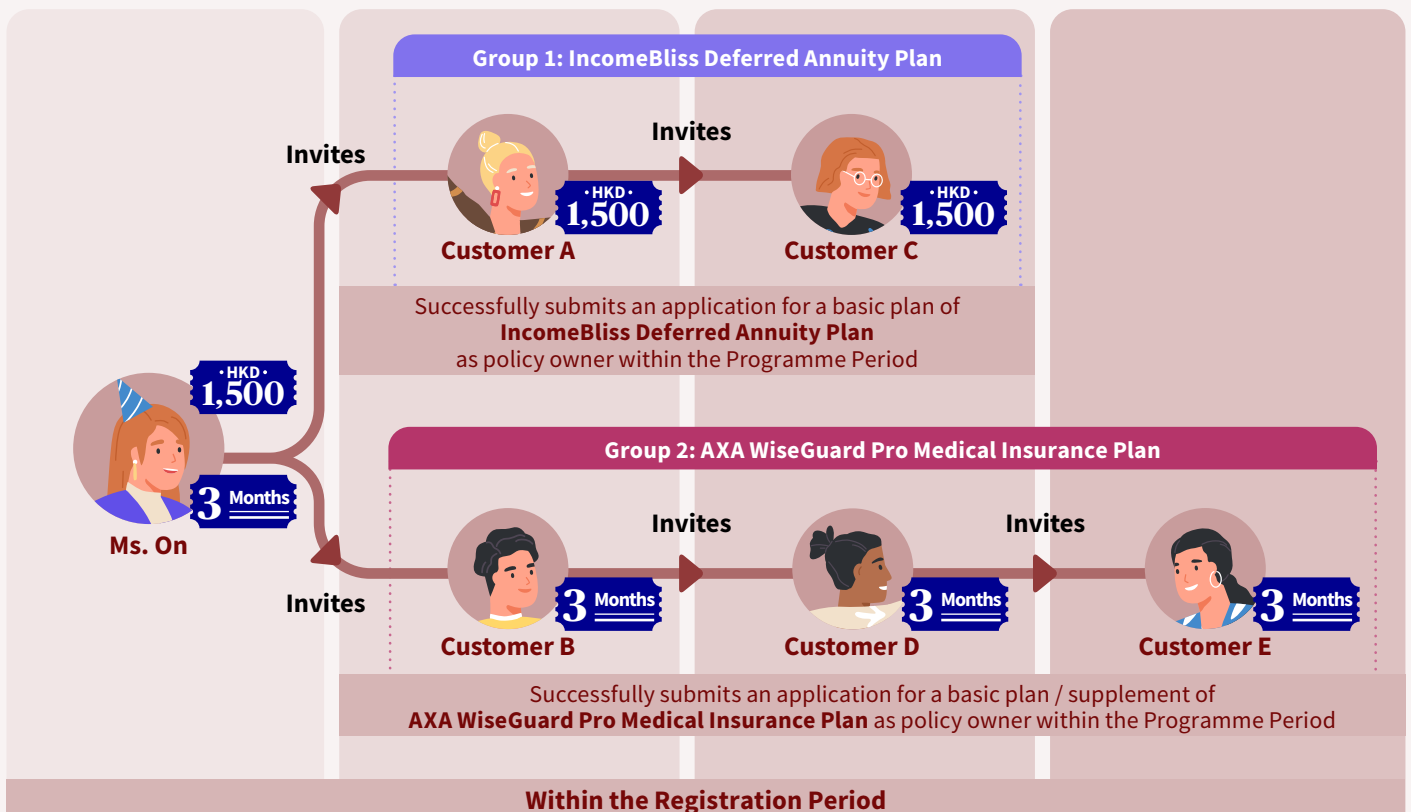 Group 1: IncomeBliss Deferred Annuity Plan
Invites
Invites
·HKD·
1,500
·HKD·
1,500
Customer A
Customer C
Successfully submits an application for a basic plan of
IncomeBliss Deferred Annuity Plan
as policy owner within the Programme Period
·HKD·
1,500
3 Months
Ms. On
Group 2: AXA WiseGuard Pro Medical Insurance Plan
Invites
Invites
Invites
3 Months
3 Months
3 Months
Customer B
Customer D
Customer E
Successfully submits an application for a basic plan / supplement of
AXA WiseGuard Pro Medical Insurance Plan as policy owner within the Programme Period
Within the Registration Period